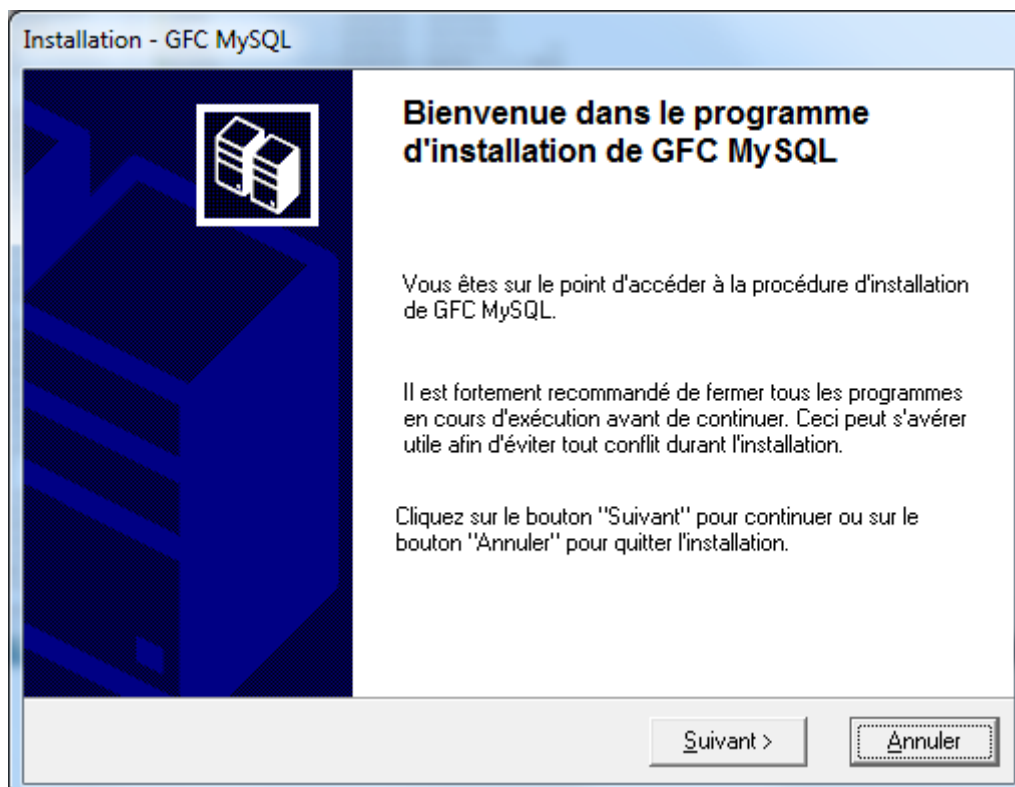 Installation - GFC MySQL
Bienvenue dans le programme
d'installation de GFC MySQL
Vous êtes sur le point d'accéder à la procédure d'installation
de GFC MySQL.
Il est fortement recommandé de fermer tous les programmes
en cours d'exécution avant de continuer. Ceci peut s'avérer
utile afin d'éviter tout conflit durant l'installation.
Cliquez sur le bouton "Suivant" pour continuer ou sur le
bouton "Annuler" pour quitter l'installation.
Suivant > Annuler